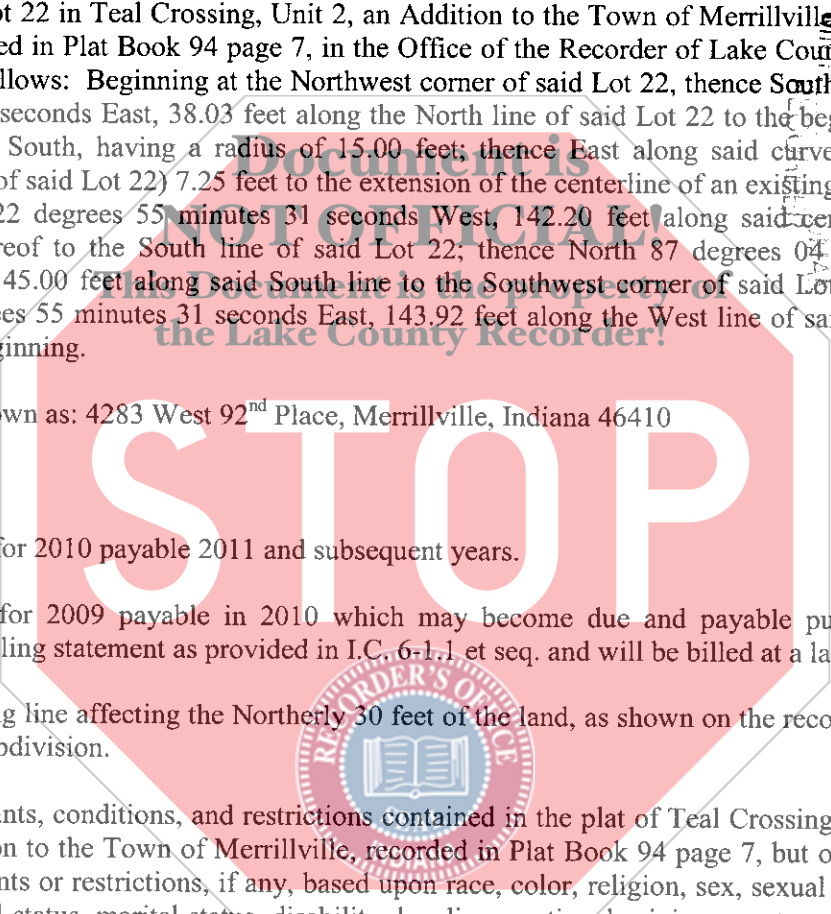 ot 22 in Teal Crossing, Unit 2, an Addition to the Town of Merrillville
ed in Plat Book 94 page 7, in the Office of the Recorder of Lake Coun
llows: Beginning at the Northwest corner of said Lot 22, thence South
seconds East, 38.03 feet along the North line of said Lot 22 to the beg
South, having a radius of 15.00 feet; thence East along said curve
of said Lot 22) 7.25 feet to the extension of the centerline of an existing
22 degrees 55 minutes 31 seconds West, 142.20 feet along said cen
reof to the South line of said Lot 22; thence North 87 degrees 04
45.00 feet along said South line to the Southwest corner of said Lot
es 55 minutes 31 seconds East, 143.92 feet along the West line of sai
ginning.
Document is
NOT OFFICIAL!
This Document is the property of
the Lake County Recorder!
own as: 4283 West 92nd Place, Merrillville, Indiana 46410
STOP
for 2010 payable 2011 and subsequent years.
for 2009 payable in 2010 which may become due and payable pu
ling statement as provided in I.C. 6-1.1 et seq. and will be billed at a la
RECORDER'S OFFICE
g line affecting the Northerly 30 feet of the land, as shown on the reco
bdivision.
nts, conditions, and restrictions contained in the plat of Teal Crossing
on to the Town of Merrillville, recorded in Plat Book 94 page 7, but o
nts or restrictions, if any, based upon race, color, religion, sex, sexual